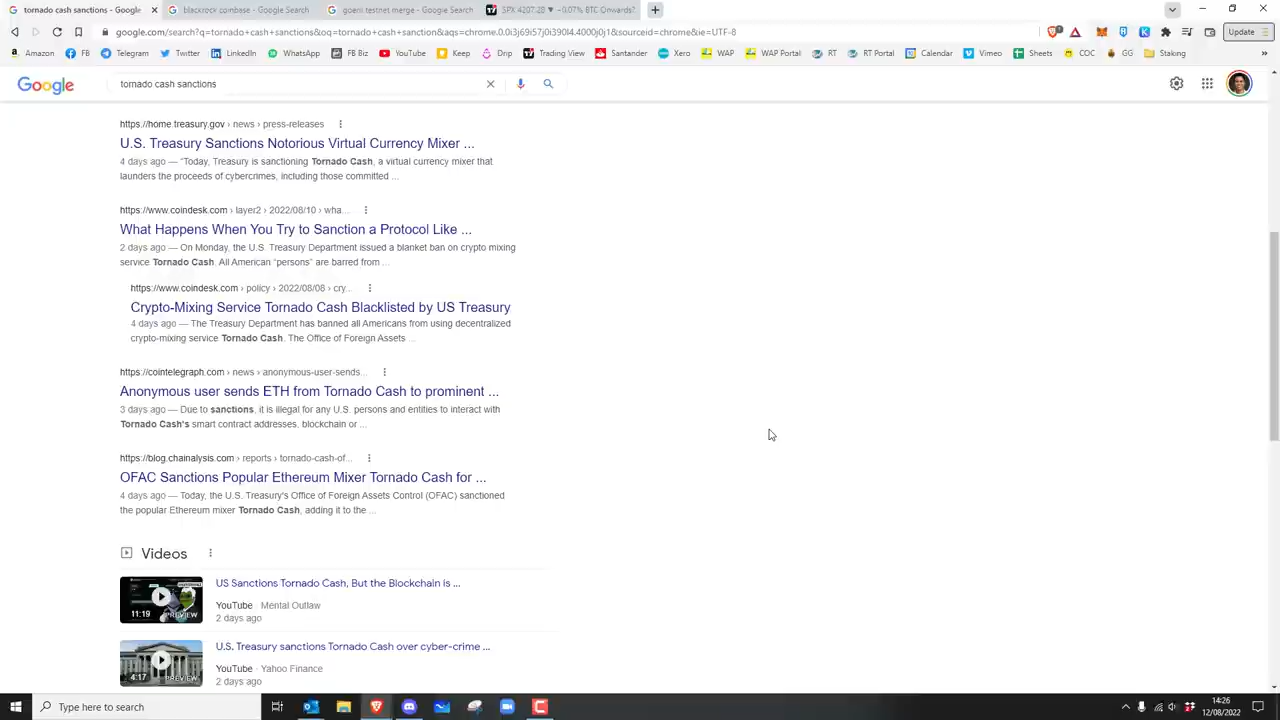 tornado cash sanctions - Google
blackrock coinbase - Google Search
goerli testnet merge - Google Search
SPX 4207.28 ▼ −0.07% BTC Onwards?
google.com/search?q=tornado+cash+sanctions&oq=tornado+cash+sanction&aqs=chrome.0.0i3j69i57j0i390l4.4000j0j1&sourceid=chrome&ie=UTF-8
Update
Amazon FB YouTube Twitter LinkedIn WhatsApp FB Biz RT Keep Drip Trading View Santander Xero WAP WAP Portal RT RT Portal Calendar Vimeo Sheets COC GG Staking
Google
tornado cash sanctions
https://home.treasury.gov › news › press-releases
U.S. Treasury Sanctions Notorious Virtual Currency Mixer ...
4 days ago — "Today, Treasury is sanctioning Tornado Cash, a virtual currency mixer that
launders the proceeds of cybercrimes, including those committed ...
https://www.coindesk.com › layer2 › 2022/08/10 › wha...
What Happens When You Try to Sanction a Protocol Like ...
2 days ago — On Monday, the U.S. Treasury Department issued a blanket ban on crypto mixing
service Tornado Cash. All American "persons" are barred from ...
https://www.coindesk.com › policy › 2022/08/08 › cry...
Crypto-Mixing Service Tornado Cash Blacklisted by US Treasury
4 days ago — The Treasury Department has banned all Americans from using decentralized
crypto-mixing service Tornado Cash. The Office of Foreign Assets ...
https://cointelegraph.com › news › anonymous-user-sends...
Anonymous user sends ETH from Tornado Cash to prominent ...
3 days ago — Due to sanctions, it is illegal for any U.S. persons and entities to interact with
Tornado Cash's smart contract addresses, blockchain or ...
https://blog.chainalysis.com › reports › tornado-cash-of...
OFAC Sanctions Popular Ethereum Mixer Tornado Cash for ...
4 days ago — Today, the U.S. Treasury's Office of Foreign Assets Control (OFAC) sanctioned
the popular Ethereum mixer Tornado Cash, adding it to the ...
Videos
US Sanctions Tornado Cash, But the Blockchain is ...
11:19 PREVIEW
YouTube · Mental Outlaw
2 days ago
U.S. Treasury sanctions Tornado Cash over cyber-crime ...
4:17 PREVIEW
YouTube · Yahoo Finance
2 days ago
Type here to search
14:26
12/08/2022